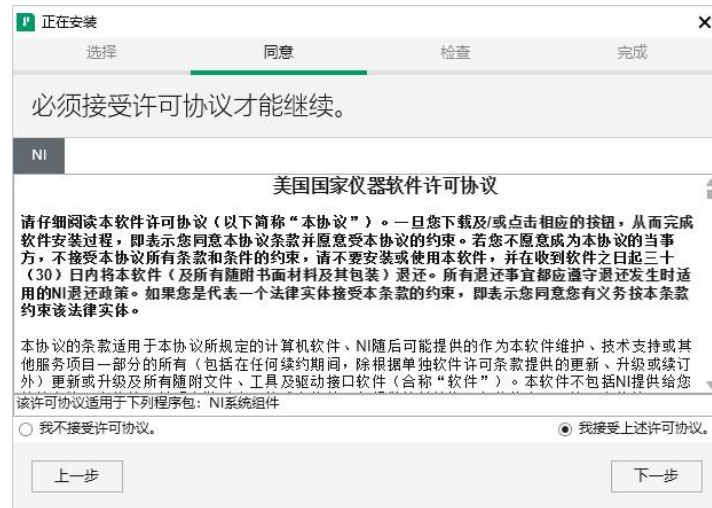 正在安装
选择 同意 检查 完成
必须接受许可协议才能继续。
NI
美国国家仪器软件许可协议
请仔细阅读本软件许可协议（以下简称“本协议”）。一旦您下载及/或点击相应的按钮，从而完成
软件安装过程，即表示您同意本协议条款并愿意受本协议的约束。若您不愿意成为本协议的当事
方，不接受本协议所有条款和条件的约束，请不要安装或使用本软件，并在收到软件之日起三十
（30）日内将本软件（及所有随附书面材料及其包装）退还。所有退还事宜都应遵守退还发生时适
用的NI退还政策。如果您是代表一个法律实体接受本条款的约束，即表示您同意您有义务按本条款
约束该法律实体。
本协议的条款适用于本协议所规定的计算机软件、NI随后可能提供的作为本软件维护、技术支持或其
他服务项目一部分的所有（包括在任何续约期间，除根据单独软件许可条款提供的更新、升级或续订
外）更新或升级及所有随附文件、工具及驱动接口软件（合称“软件”）。本软件不包括NI提供给您
该许可协议适用于下列程序包：NI系统组件
我不接受许可协议。 我接受上述许可协议。
上一步 下一步